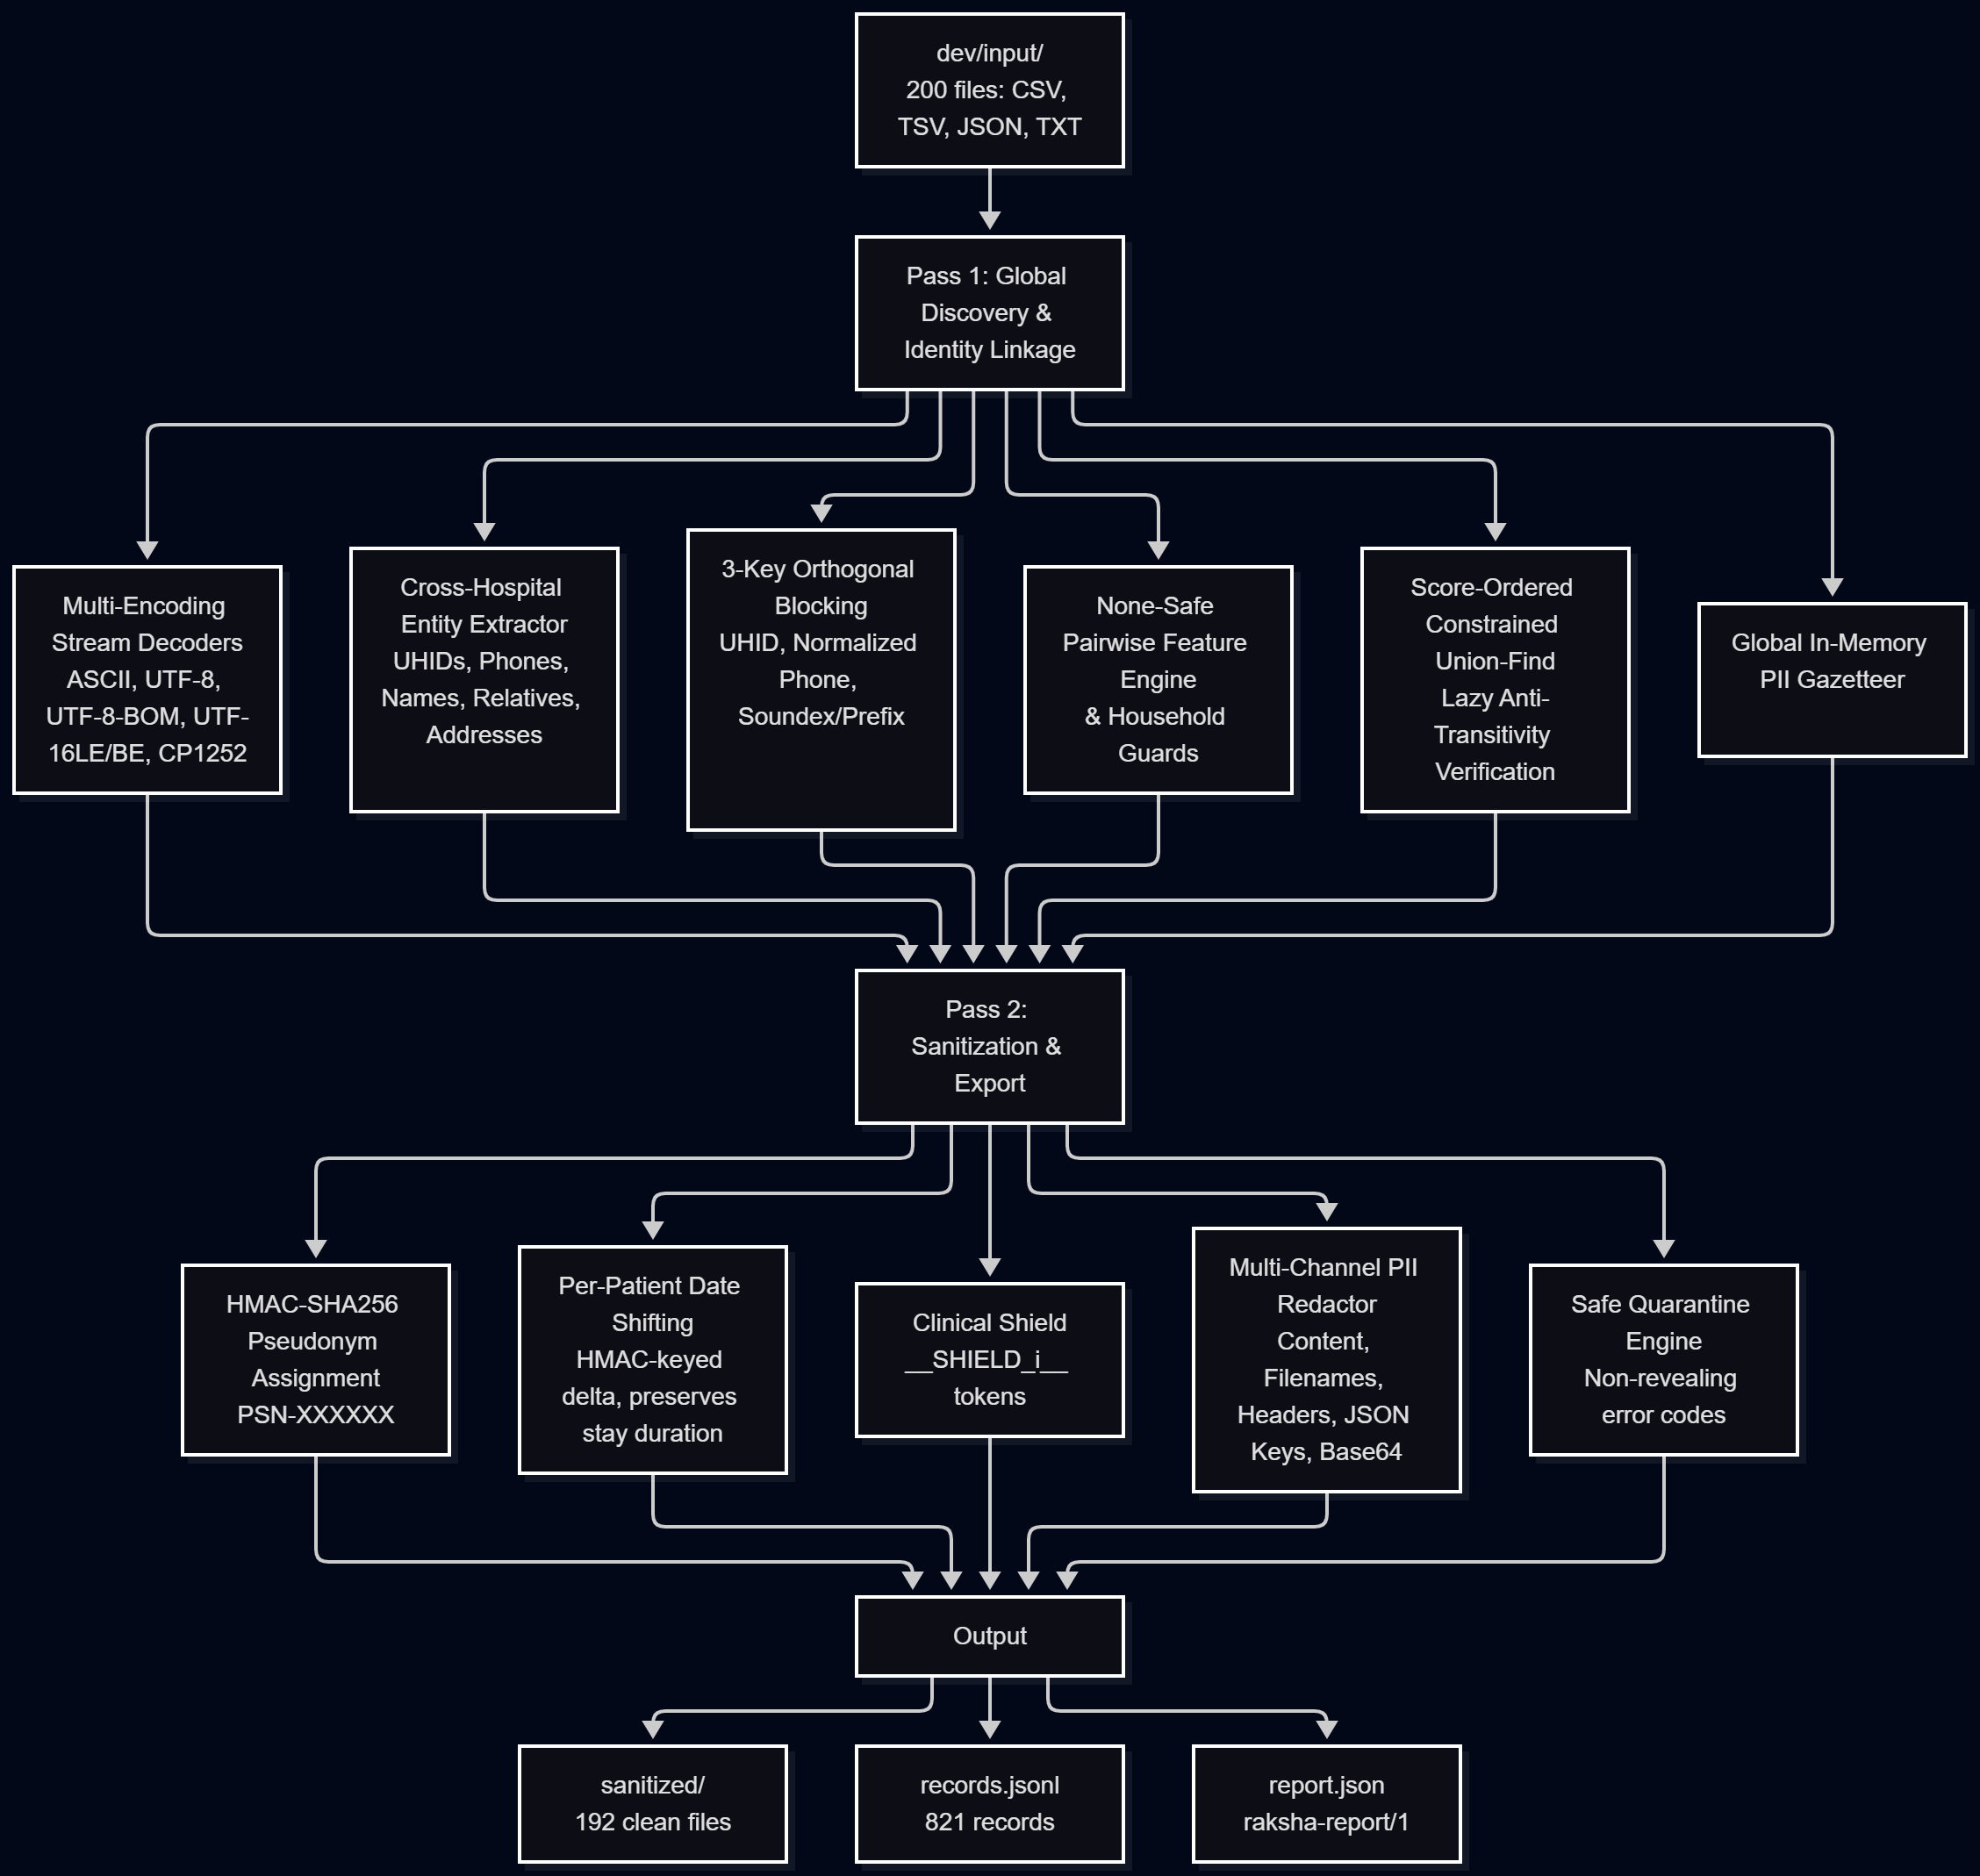 dev/input/
200 files: CSV,
TSV, JSON, TXT
Pass 1: Global
Discovery &
Identity Linkage
Multi-Encoding
Stream Decoders
ASCII, UTF-8,
UTF-8-BOM, UTF-
16LE/BE, CP1252
Cross-Hospital
Entity Extractor
UHIDs, Phones,
Names, Relatives,
Addresses
3-Key Orthogonal
Blocking
UHID, Normalized
Phone,
Soundex/Prefix
None-Safe
Pairwise Feature
Engine
& Household
Guards
Score-Ordered
Constrained
Union-Find
Lazy Anti-
Transitivity
Verification
Global In-Memory
PII Gazetteer
Pass 2:
Sanitization &
Export
HMAC-SHA256
Pseudonym
Assignment
PSN-XXXXXX
Per-Patient Date
Shifting
HMAC-keyed
delta, preserves
stay duration
Clinical Shield
__SHIELD_i__
tokens
Multi-Channel PII
Redactor
Content,
Filenames,
Headers, JSON
Keys, Base64
Safe Quarantine
Engine
Non-revealing
error codes
Output
sanitized/
192 clean files
records.jsonl
821 records
report.json
raksha-report/1